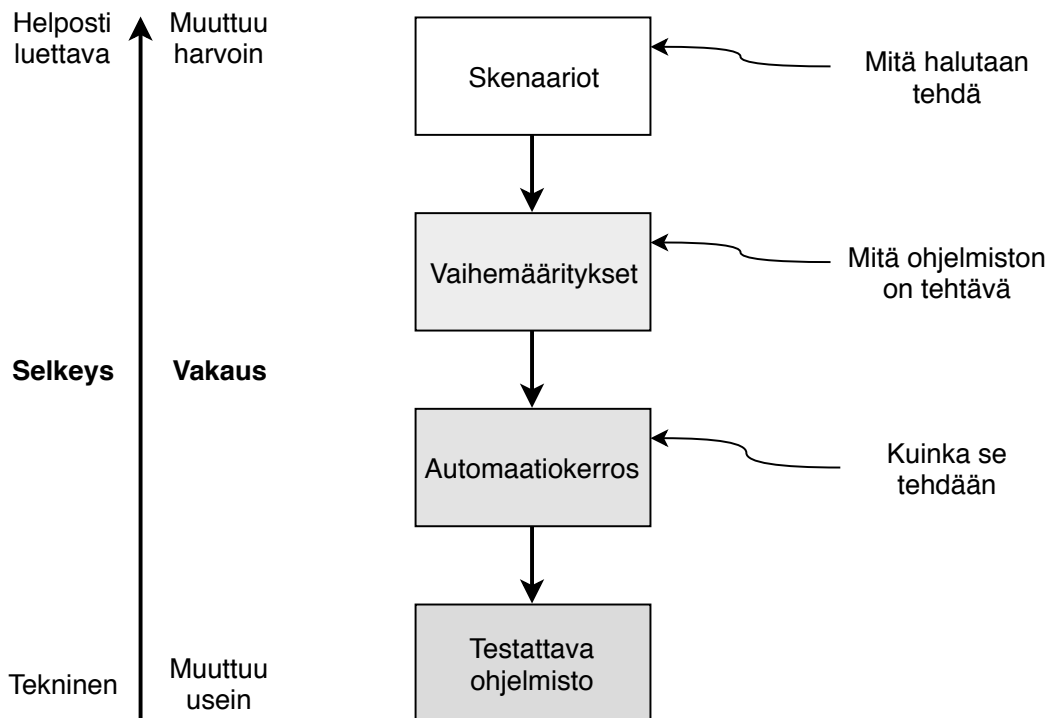 Helposti
luettava
Muuttuu
harvoin
Skenaariot
Mitä halutaan
tehdä
Vaihemääritykset
Mitä ohjelmiston
on tehtävä
Selkeys
Vakaus
Automaatiokerros
Kuinka se
tehdään
Tekninen
Muuttuu
usein
Testattava
ohjelmisto